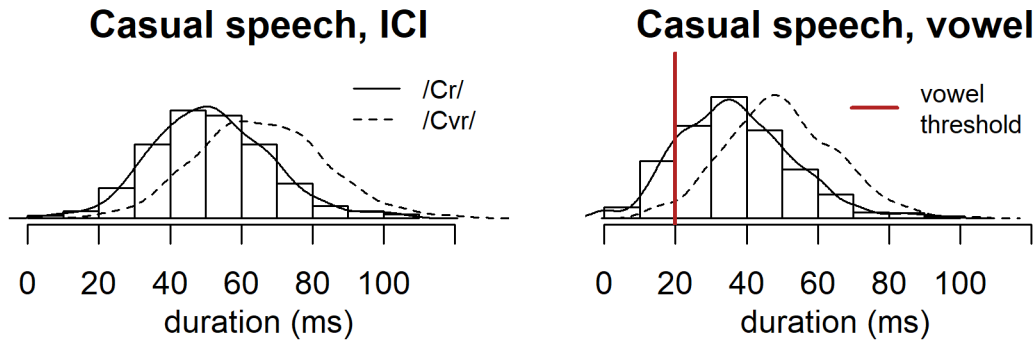 Casual speech, ICI
/Cr/
/Cvr/
0 20 40 60 80 100
duration (ms)
Casual speech, vowel
vowel
threshold
0 20 40 60 80 100
duration (ms)